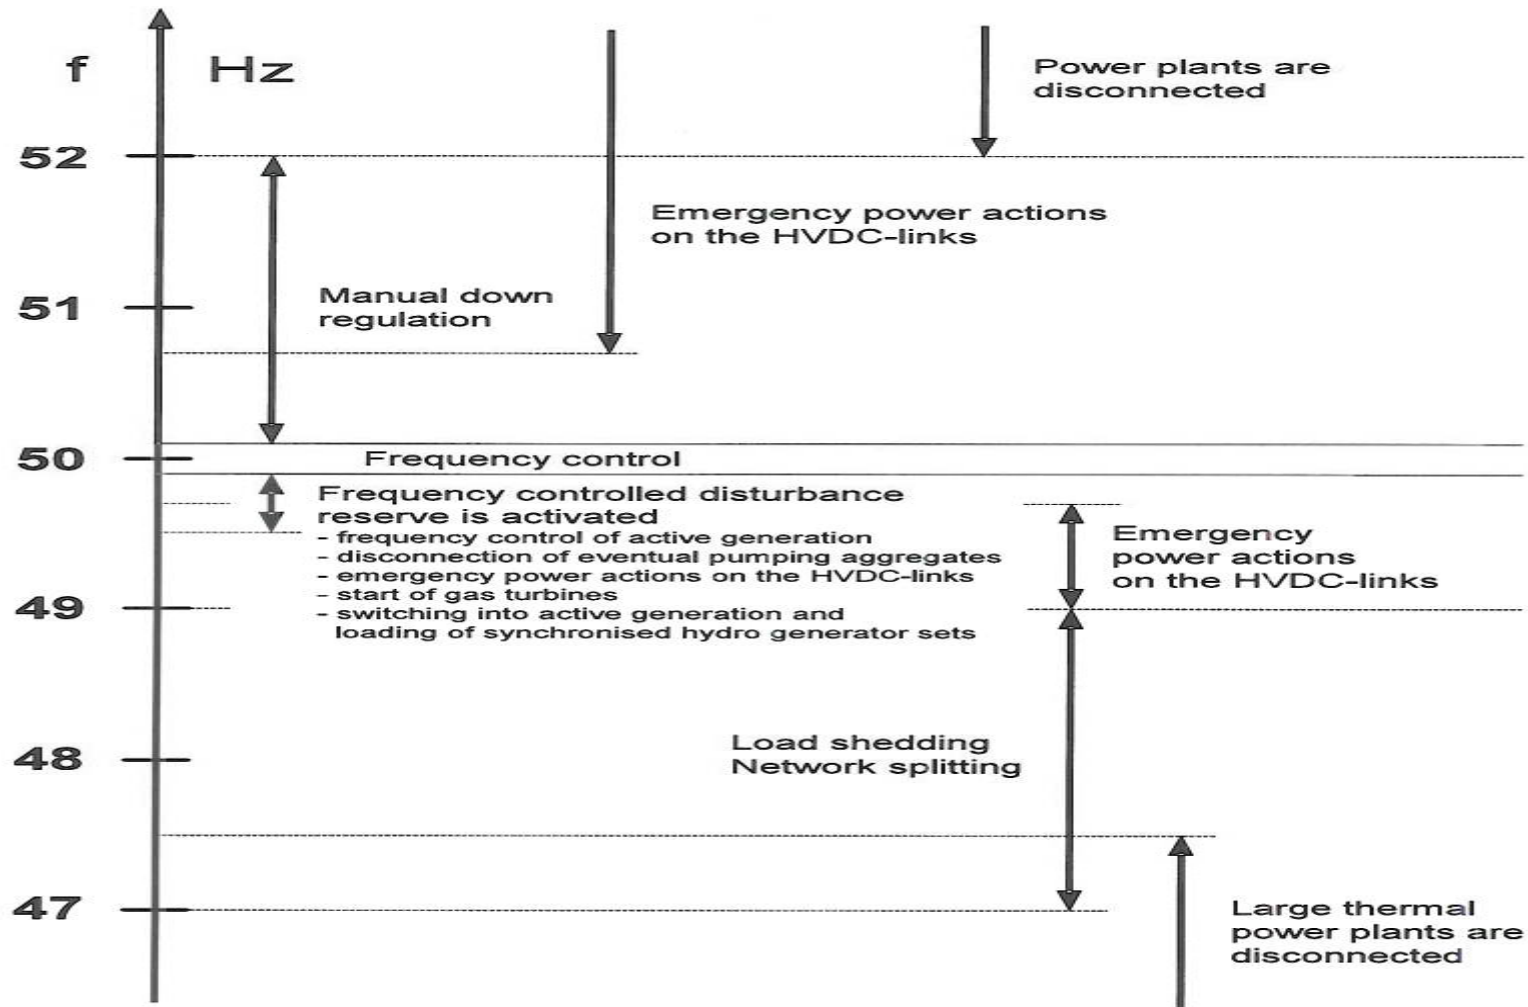 f Hz
Power plants are
disconnected
52
Emergency power actions
on the HVDC-links
Manual down
regulation
51
50
Frequency control
Frequency controlled disturbance
reserve is activated
- frequency control of active generation
- disconnection of eventual pumping aggregates
- emergency power actions on the HVDC-links
- start of gas turbines
- switching into active generation and
loading of synchronised hydro generator sets
Emergency
power actions
on the HVDC-links
49
Load shedding
Network splitting
48
47
Large thermal
power plants are
disconnected